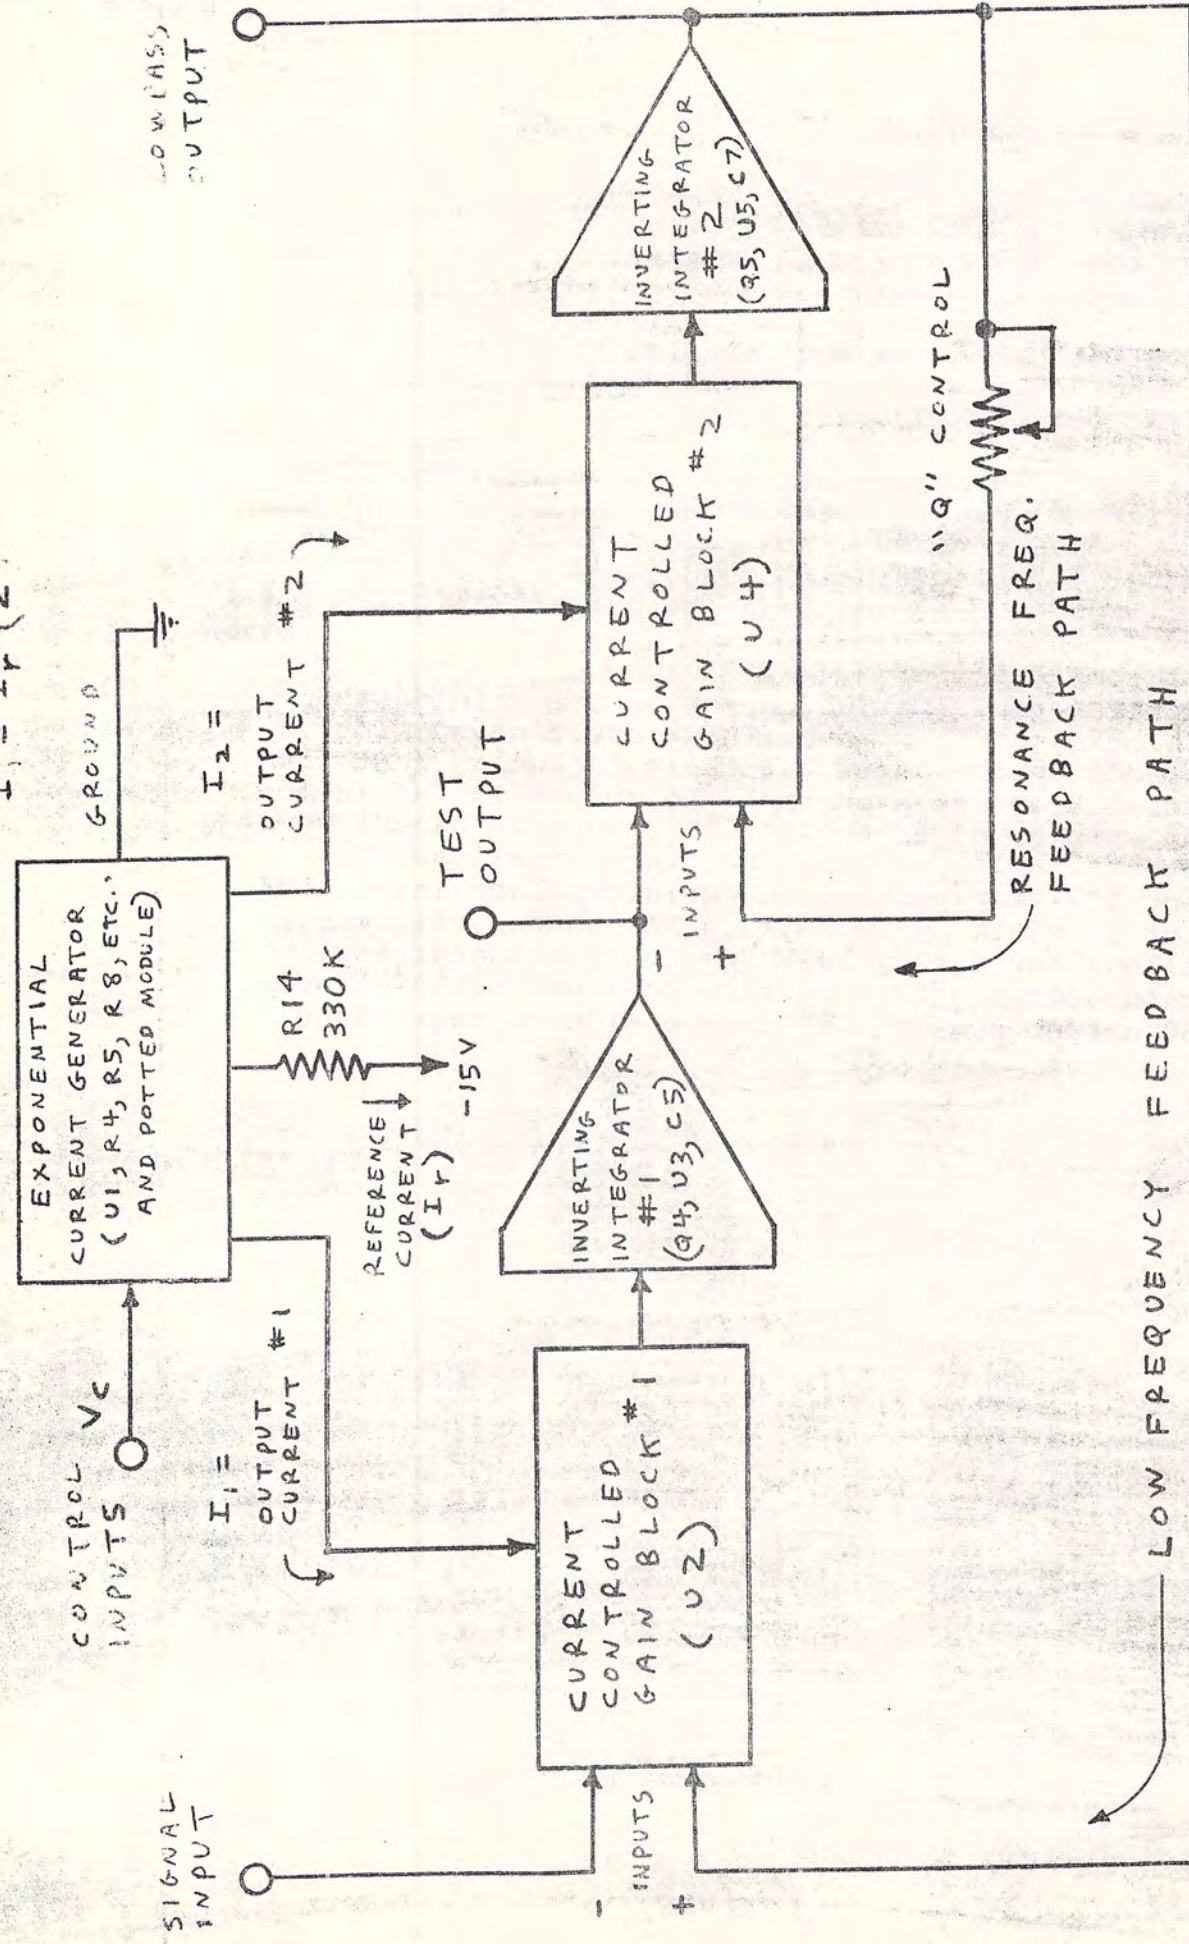 I₁ = Iᵣ (2
SIGNAL
INPUT
CONTROL
INPUTS
Vc
EXPONENTIAL
CURRENT GENERATOR
(U1, R4, R5, R8, ETC.,
AND POTTED MODULE)
GROUND
LOWPASS
OUTPUT
I₁ =
OUTPUT
CURRENT #1
R14
330K
-15V
REFERENCE
CURRENT
(Iᵣ)
I₂ =
OUTPUT
CURRENT #2
TEST
OUTPUT
-
INPUTS
+
CURRENT
CONTROLLED
GAIN BLOCK #1
(U2)
INVERTING
INTEGRATOR
#1
(Q4, U3, C5)
-
INPUTS
+
CURRENT
CONTROLLED
GAIN BLOCK #2
(U4)
INVERTING
INTEGRATOR
#2
(Q5, U5, C7)
"Q" CONTROL
RESONANCE FREQ.
FEEDBACK PATH
LOW FREQUENCY FEEDBACK PATH